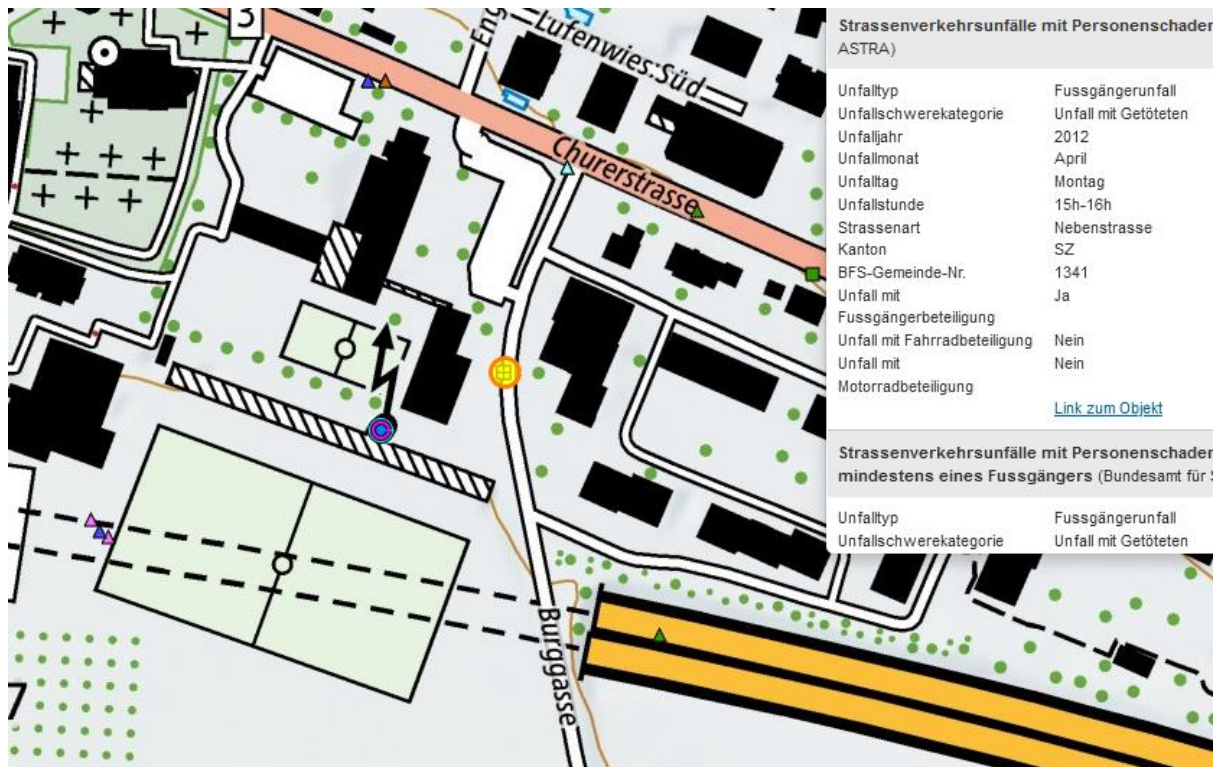 3
Eng
Lufenwies:Süd
Churerstrasse
Burggasse
Strassenverkehrsunfälle mit Personenschaden
ASTRA)
Unfalltyp Fussgängerunfall
Unfallschwerekategorie Unfall mit Getöteten
Unfalljahr 2012
Unfallmonat April
Unfalltag Montag
Unfallstunde 15h-16h
Strassenart Nebenstrasse
Kanton SZ
BFS-Gemeinde-Nr. 1341
Unfall mit Ja
Fussgängerbeteiligung
Unfall mit Fahrradbeteiligung Nein
Unfall mit Nein
Motorradbeteiligung
Link zum Objekt
Strassenverkehrsunfälle mit Personenschaden
mindestens eines Fussgängers (Bundesamt für S
Unfalltyp Fussgängerunfall
Unfallschwerekategorie Unfall mit Getöteten